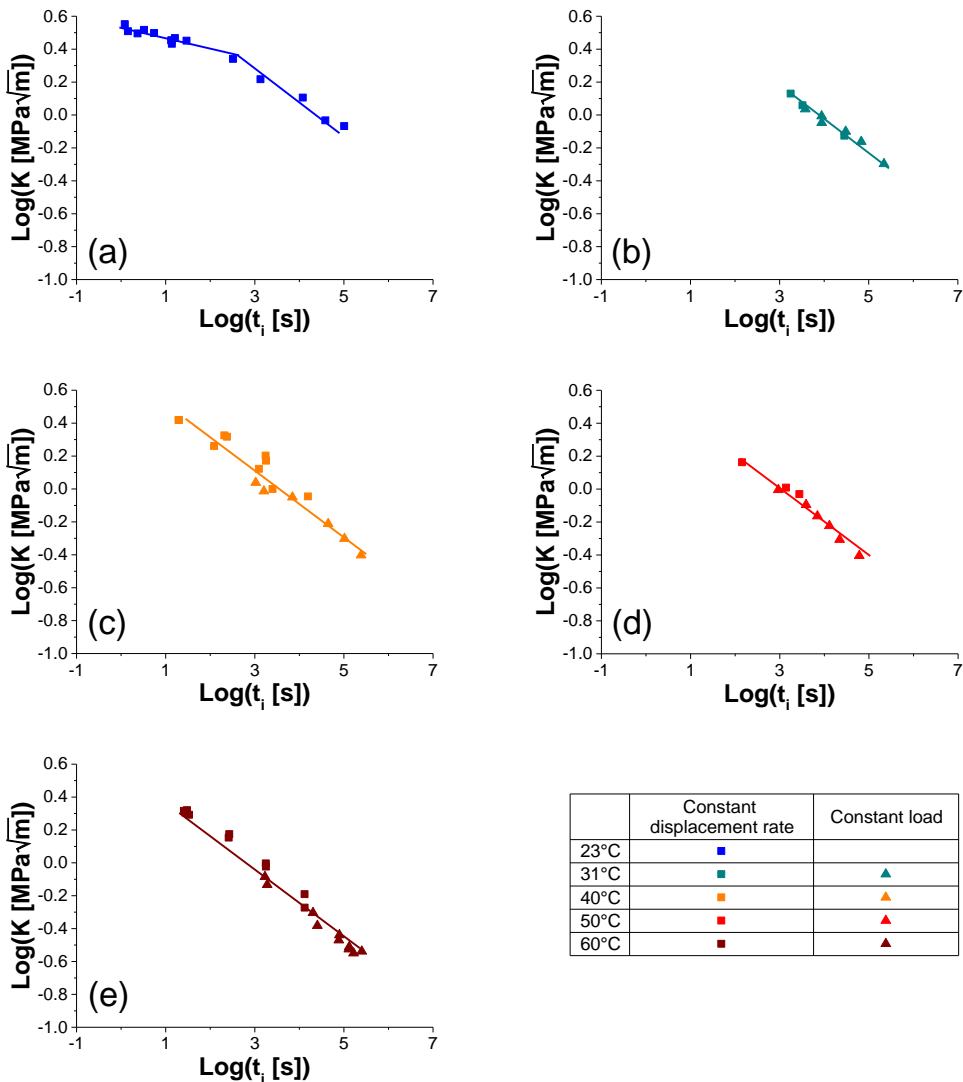 0.6
0.4
0.2
0.0
-0.2
-0.4
-0.6
-0.8
-1.0
-1 1 3 5 7
Log(K [MPa√m])
Log(t_i [s])
(a)
0.6
0.4
0.2
0.0
-0.2
-0.4
-0.6
-0.8
-1.0
-1 1 3 5 7
Log(K [MPa√m])
Log(t_i [s])
(b)
0.6
0.4
0.2
0.0
-0.2
-0.4
-0.6
-0.8
-1.0
-1 1 3 5 7
Log(K [MPa√m])
Log(t_i [s])
(c)
0.6
0.4
0.2
0.0
-0.2
-0.4
-0.6
-0.8
-1.0
-1 1 3 5 7
Log(K [MPa√m])
Log(t_i [s])
(d)
0.6
0.4
0.2
0.0
-0.2
-0.4
-0.6
-0.8
-1.0
-1 1 3 5 7
Log(K [MPa√m])
Log(t_i [s])
(e)
Constant
displacement rate
Constant load
23°C
31°C
40°C
50°C
60°C